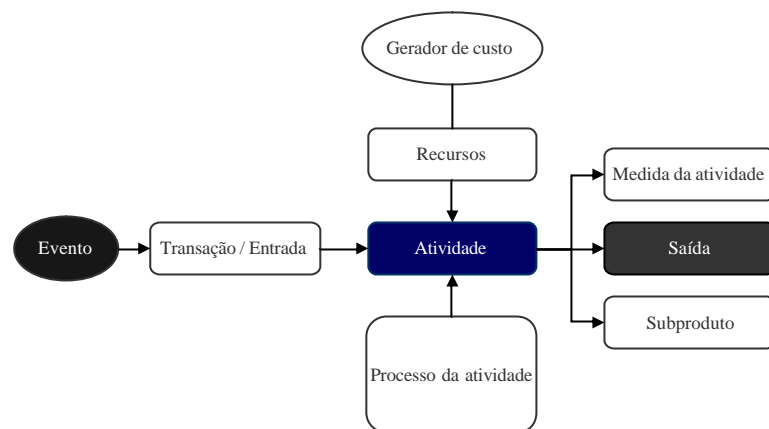 Gerador de custo
Recursos
Medida da atividade
Evento
Transação / Entrada
Atividade
Saída
Subproduto
Processo da atividade